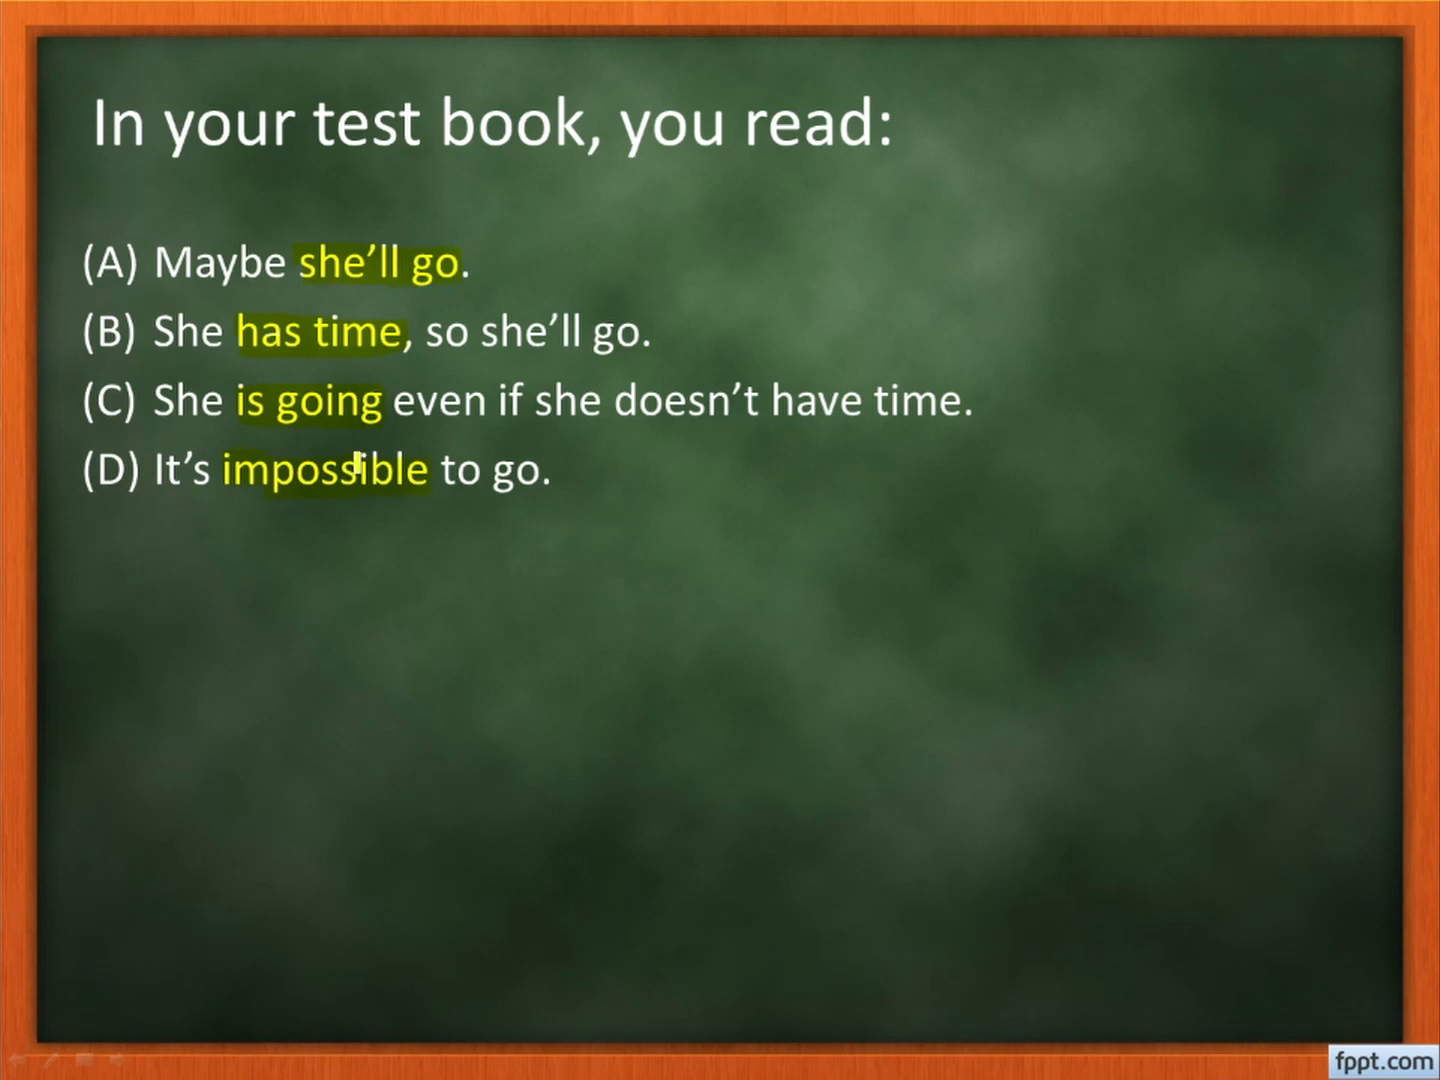 In your test book, you read:
(A) Maybe she’ll go.
(B) She has time, so she’ll go.
(C) She is going even if she doesn’t have time.
(D) It’s impossible to go.
fppt.com